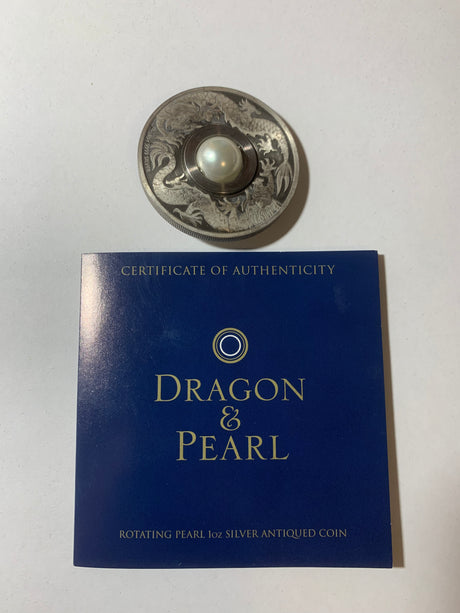 CERTIFICATE OF AUTHENTICITY
DRAGON
&
PEARL
ROTATING PEARL 1oz SILVER ANTIQUED COIN